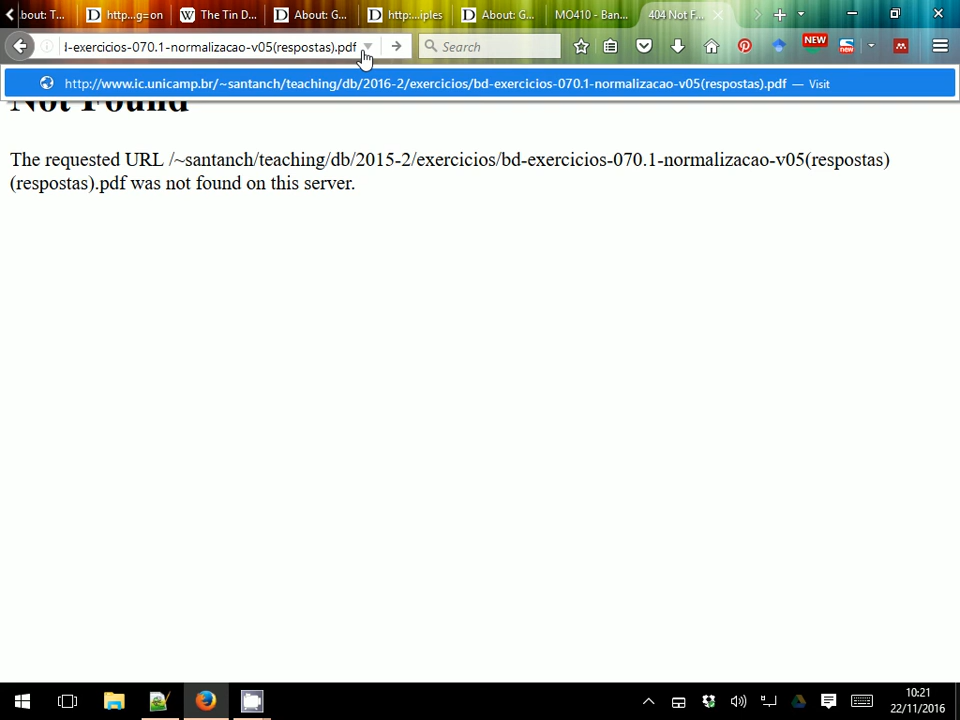 bout: T...
http...g=on
The Tin D...
About: G...
http:...iples
About: G...
MO410 - Ban...
404 Not F...
l-exercicios-070.1-normalizacao-v05(respostas).pdf
Search
NEW
new
http://www.ic.unicamp.br/~santanch/teaching/db/2016-2/exercicios/bd-exercicios-070.1-normalizacao-v05(respostas).pdf — Visit
Not Found
The requested URL /~santanch/teaching/db/2015-2/exercicios/bd-exercicios-070.1-normalizacao-v05(respostas)
(respostas).pdf was not found on this server.
10:21
22/11/2016